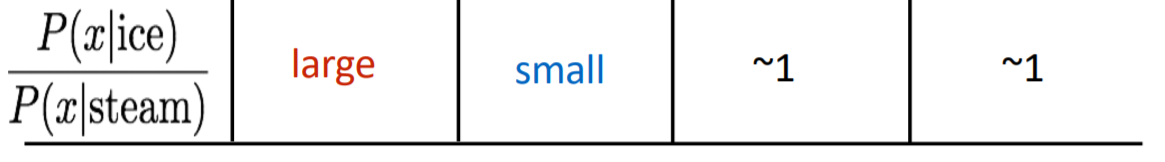 P(x|ice)
P(x|steam)
large
small
~1
~1